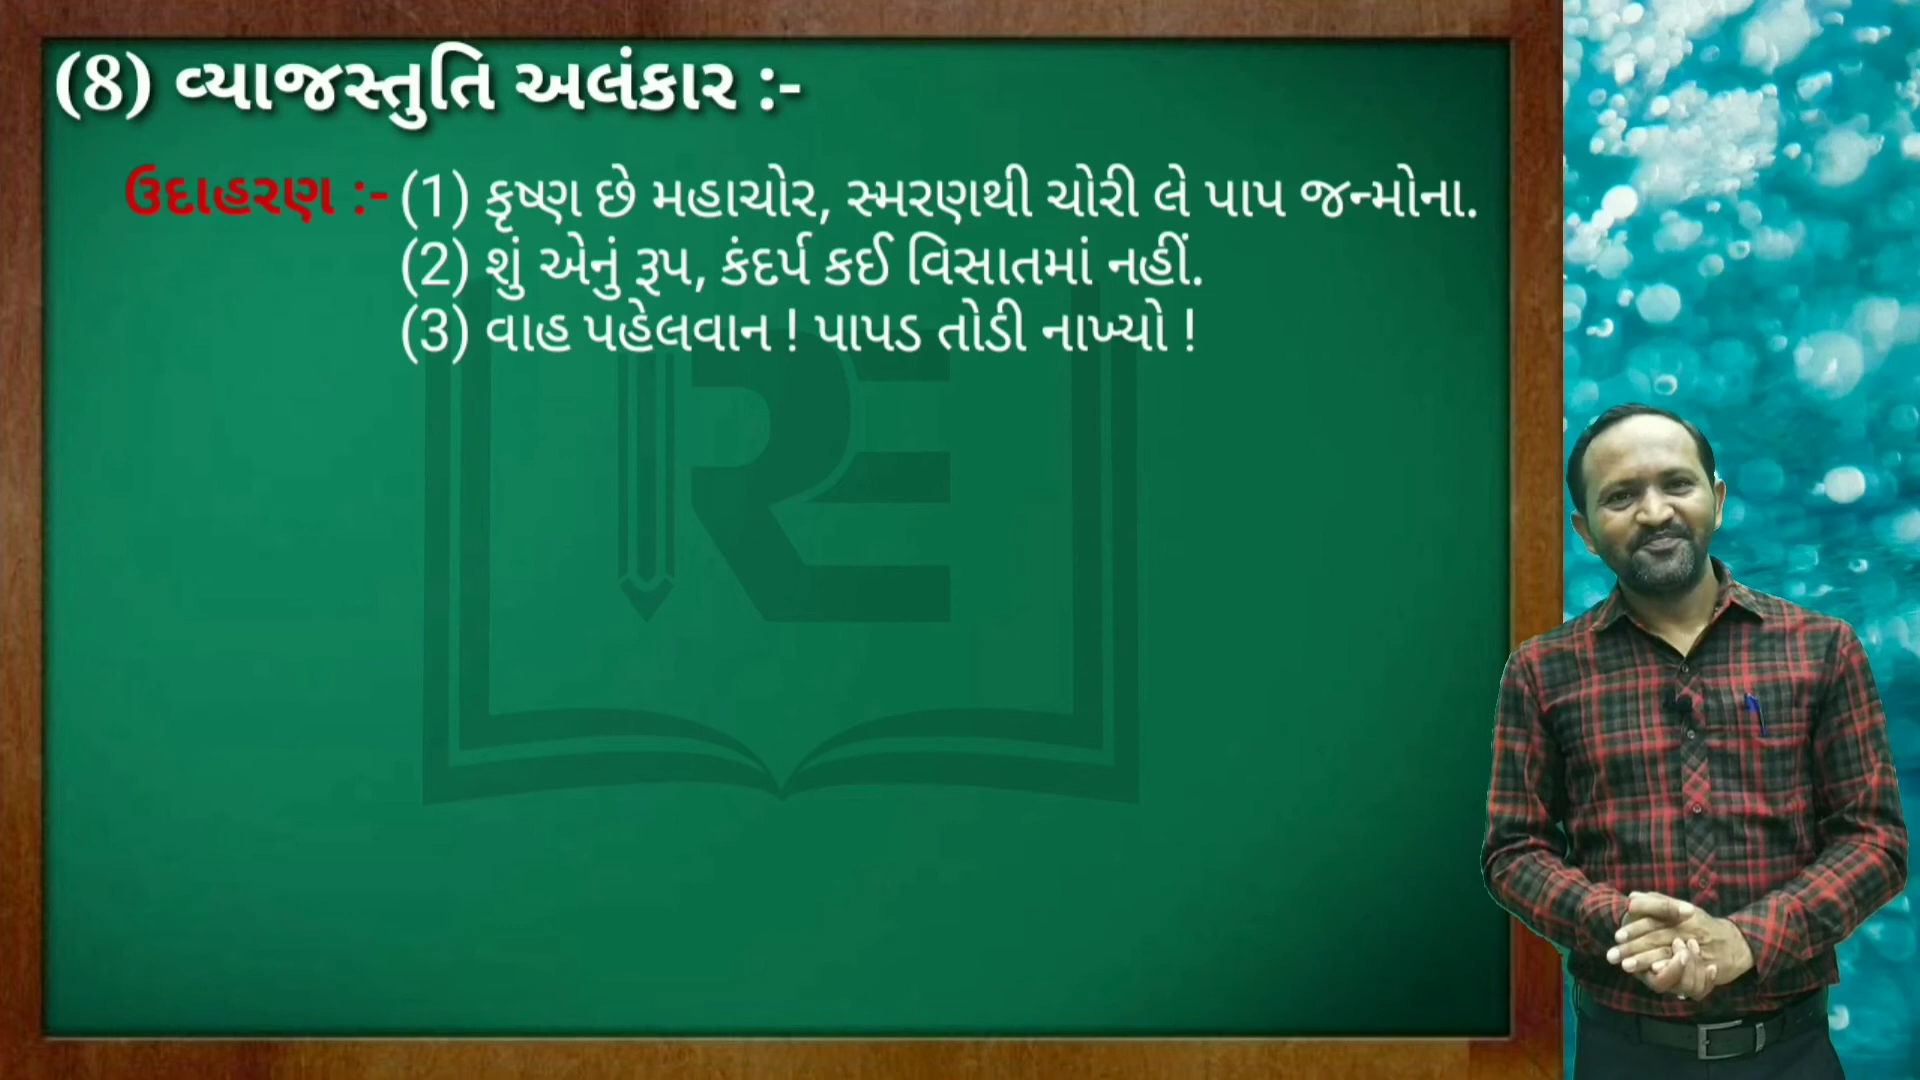 (8) વ્યાજસ્તુતિ અલંકાર :-
ઉદાહરણ :- (1) કૃષ્ણ છે મહાચોર, સ્મરણથી ચોરી લે પાપ જન્મોના.
(2) શું એનું રૂપ, કંદર્પ કઈ વિસાતમાં નહીં.
(3) વાહ પહેલવાન ! પાપડ તોડી નાખ્યો !
RE